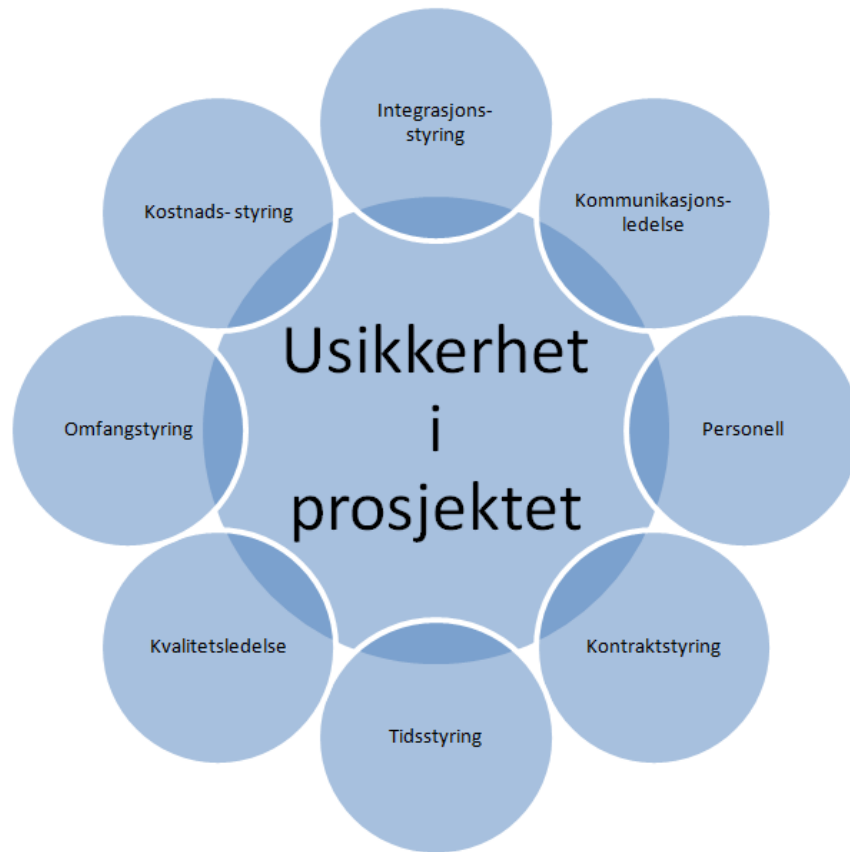 Integrasjons-
styring
Kommunikasjons-
ledelse
Kostnads- styring
Usikkerhet
i
prosjektet
Omfangstyring
Personell
Kvalitetsledelse
Kontraktstyring
Tidsstyring